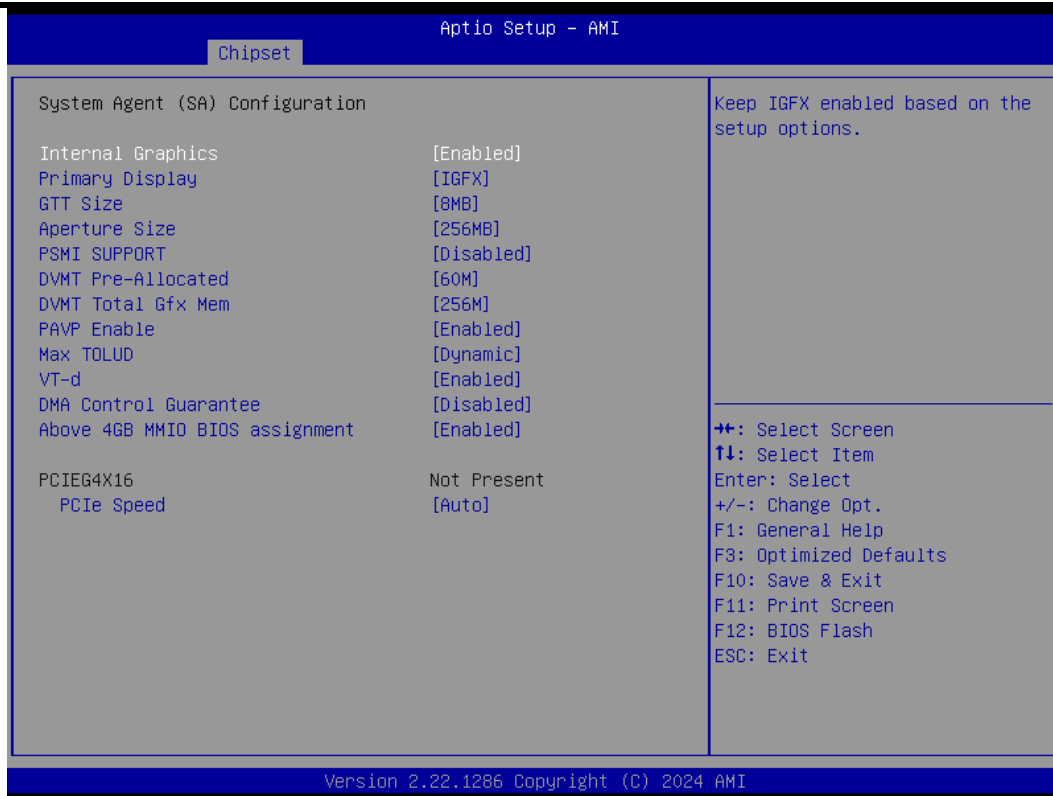 Aptio Setup - AMI
Chipset
System Agent (SA) Configuration
Internal Graphics [Enabled]
Primary Display [IGFX]
GTT Size [8MB]
Aperture Size [256MB]
PSMI SUPPORT [Disabled]
DVMT Pre-Allocated [60M]
DVMT Total Gfx Mem [256M]
PAVP Enable [Enabled]
Max TOLUD [Dynamic]
VT-d [Enabled]
DMA Control Guarantee [Disabled]
Above 4GB MMIO BIOS assignment [Enabled]
PCIEG4X16 Not Present
PCIe Speed [Auto]
Keep IGFX enabled based on the
setup options.
→←: Select Screen
↑↓: Select Item
Enter: Select
+/-: Change Opt.
F1: General Help
F3: Optimized Defaults
F10: Save & Exit
F11: Print Screen
F12: BIOS Flash
ESC: Exit
Version 2.22.1286 Copyright (C) 2024 AMI